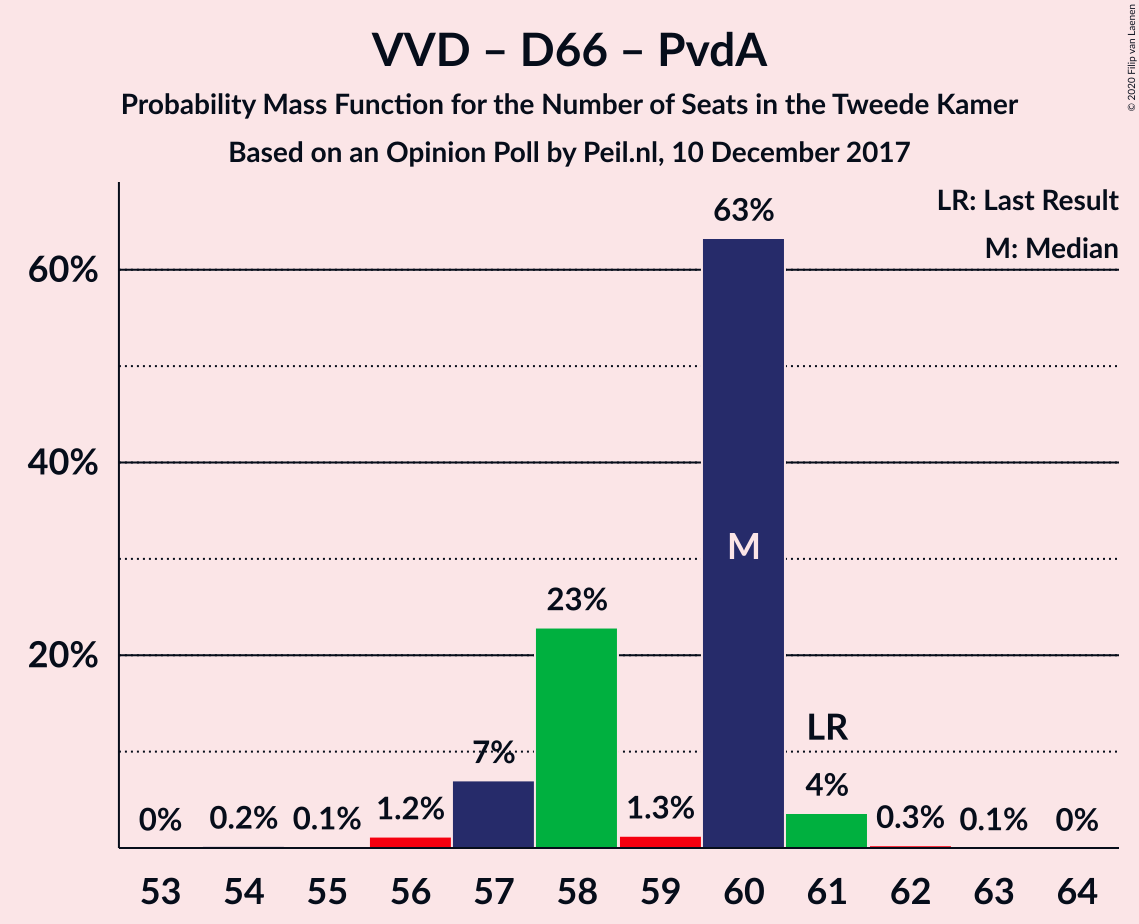 VVD – D66 – PvdA
Probability Mass Function for the Number of Seats in the Tweede Kamer
Based on an Opinion Poll by Peil.nl, 10 December 2017
© 2020 Filip van Laenen
LR: Last Result
M: Median
63%
60%
40%
M
23%
20%
LR
7%
4%
0%
0.2%
0.1%
1.2%
1.3%
0.3%
0.1%
0%
53 54 55 56 57 58 59 60 61 62 63 64